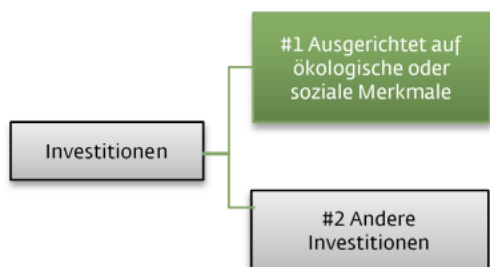 #1 Ausgerichtet auf
ökologische oder
soziale Merkmale
Investitionen
#2 Andere
Investitionen